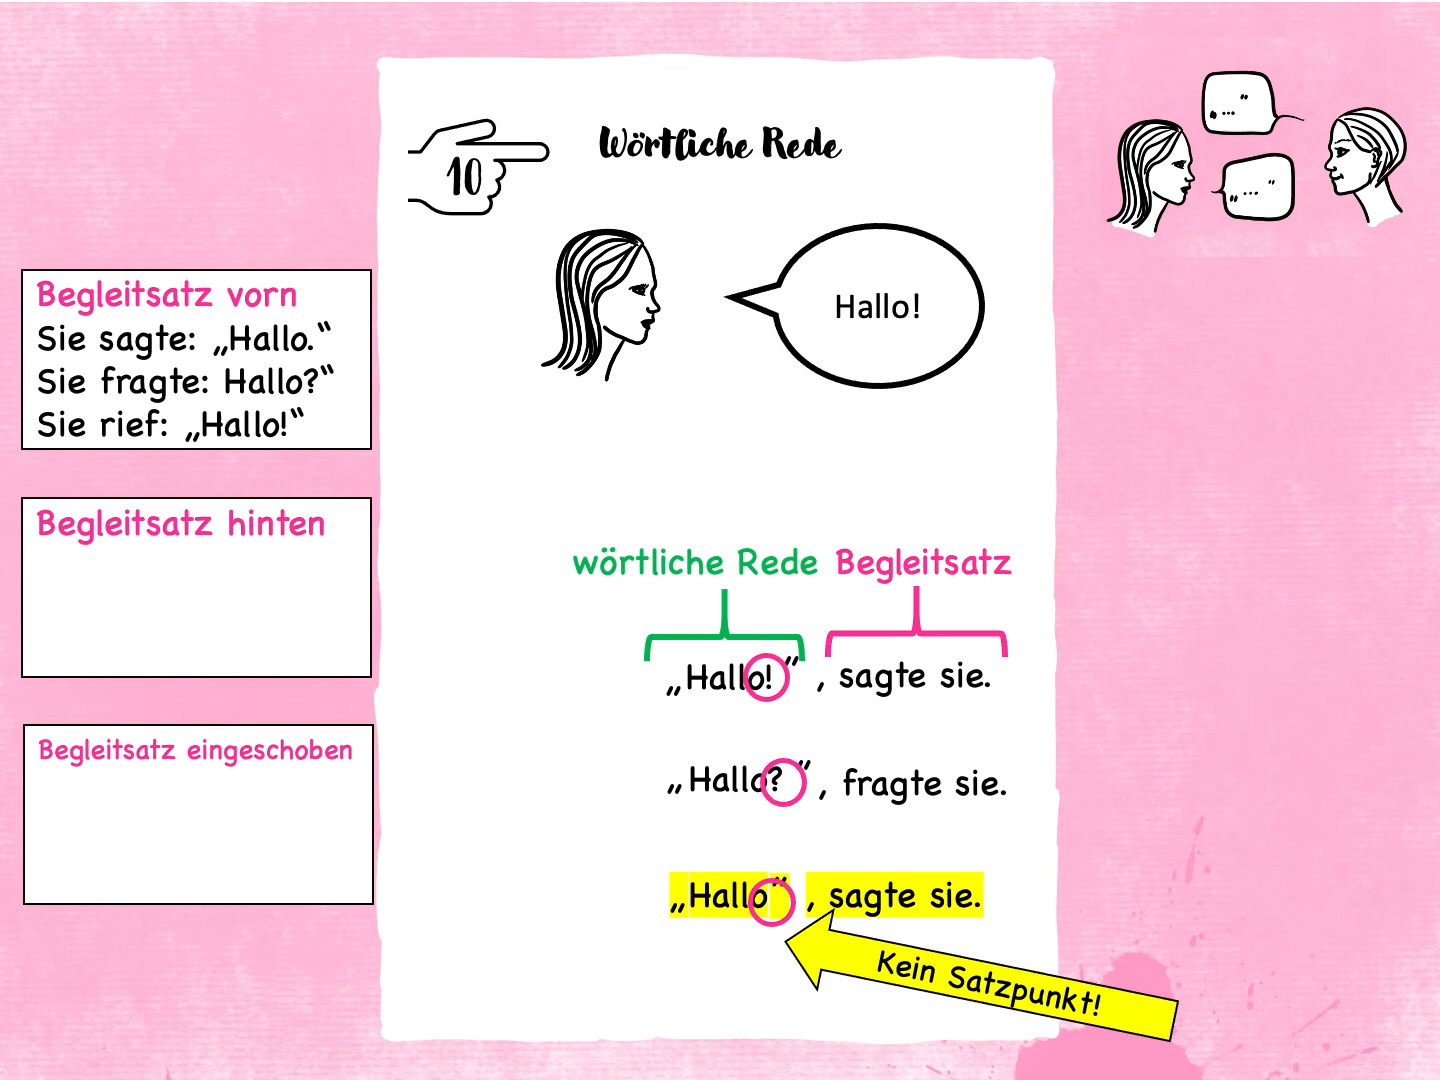 10
Wörtliche Rede
„ ... “
„ ... “
Hallo!
Begleitsatz vorn
Sie sagte: „Hallo.“
Sie fragte: Hallo?“
Sie rief: „Hallo!“
Begleitsatz hinten
Begleitsatz eingeschoben
wörtliche Rede Begleitsatz
„Hallo! “ , sagte sie.
„Hallo? “ , fragte sie.
„Hallo“ , sagte sie.
Kein Satzpunkt!